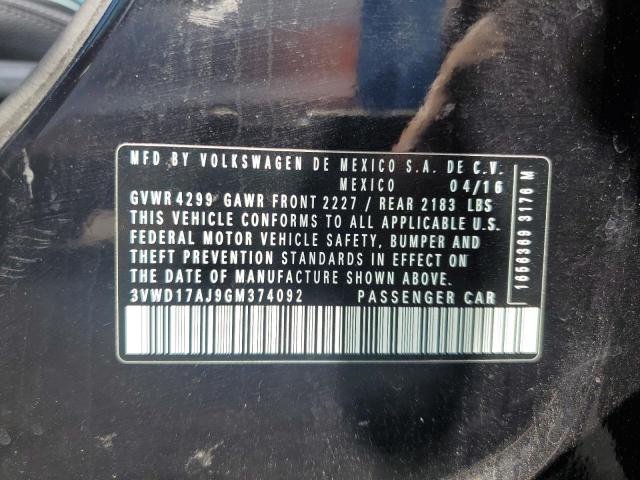 MFD BY VOLKSWAGEN DE MEXICO S.A. DE C.V.
MEXICO 04/16
GVWR 4299 GAWR FRONT 2227 / REAR 2183 LBS
THIS VEHICLE CONFORMS TO ALL APPLICABLE U.S.
FEDERAL MOTOR VEHICLE SAFETY, BUMPER AND
THEFT PREVENTION STANDARDS IN EFFECT ON
THE DATE OF MANUFACTURE SHOWN ABOVE.
3VWD17AJ9GM374092 PASSENGER CAR
1658369 3176 M